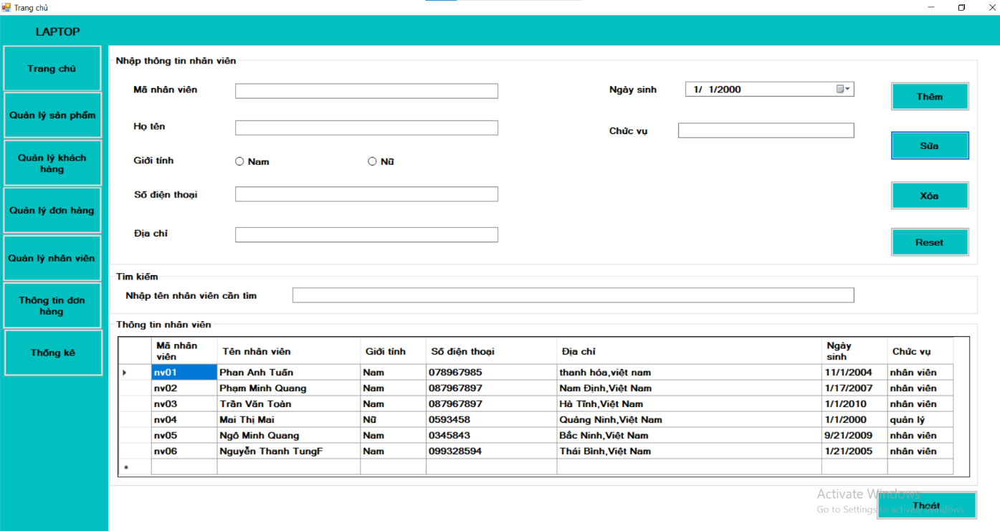 Trang chủ
LAPTOP
Trang chủ
Quản lý sản phẩm
Quản lý khách
hàng
Quản lý đơn hàng
Quản lý nhân viên
Thông tin đơn
hàng
Thống kê
Nhập thông tin nhân viên
Mã nhân viên
Họ tên
Giới tính
Nam
Nữ
Số điện thoại
Địa chỉ
Ngày sinh
1/ 1/2000
Chức vụ
Thêm
Sửa
Xóa
Reset
Tìm kiếm
Nhập tên nhân viên cần tìm
Thông tin nhân viên
Mã nhân
viên
Tên nhân viên
Giới tính
Số điện thoại
Địa chỉ
Ngày
sinh
Chức vụ
nv01 Phan Anh Tuấn Nam 078967985 thanh hóa,việt nam 11/1/2004 nhân viên
nv02 Phạm Minh Quang Nam 087967897 Nam Định,Việt Nam 1/17/2007 nhân viên
nv03 Trần Văn Toàn Nam 087967897 Hà Tĩnh,Việt Nam 1/1/2010 nhân viên
nv04 Mai Thị Mai Nữ 0593458 Quảng Ninh,Việt Nam 1/1/2000 quản lý
nv05 Ngô Minh Quang Nam 0345843 Bắc Ninh,Việt Nam 9/21/2009 nhân viên
nv06 Nguyễn Thanh TungF Nam 099328594 Thái Bình,Việt Nam 1/21/2005 nhân viên
Activate Windows
Go to Settings to activate Windows.
Thoát